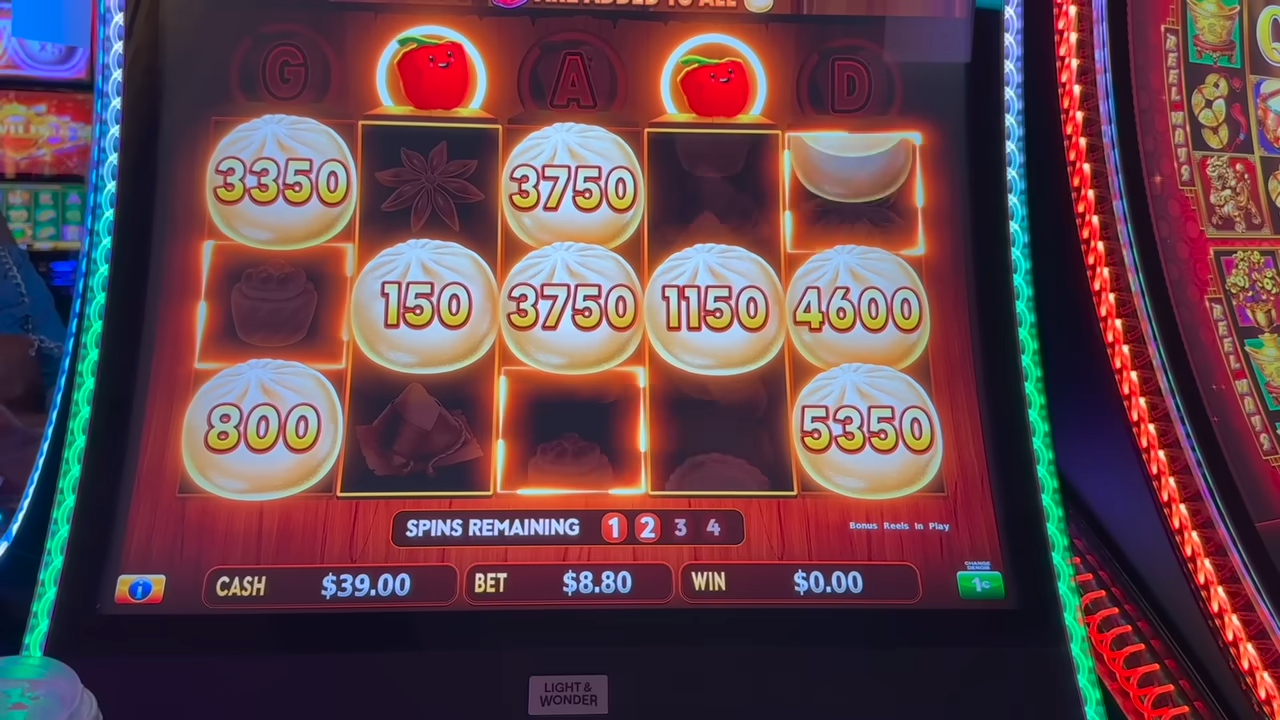 ARE ADDED TO ALL
G A D
3350 3750
150 3750 1150 4600
800 5350
SPINS REMAINING 1 2 3 4
Bonus Reels In Play
CASH $39.00 BET $8.80 WIN $0.00
CHANGE DENOM
1¢
LIGHT & WONDER
REEL WAYS
REEL WAYS